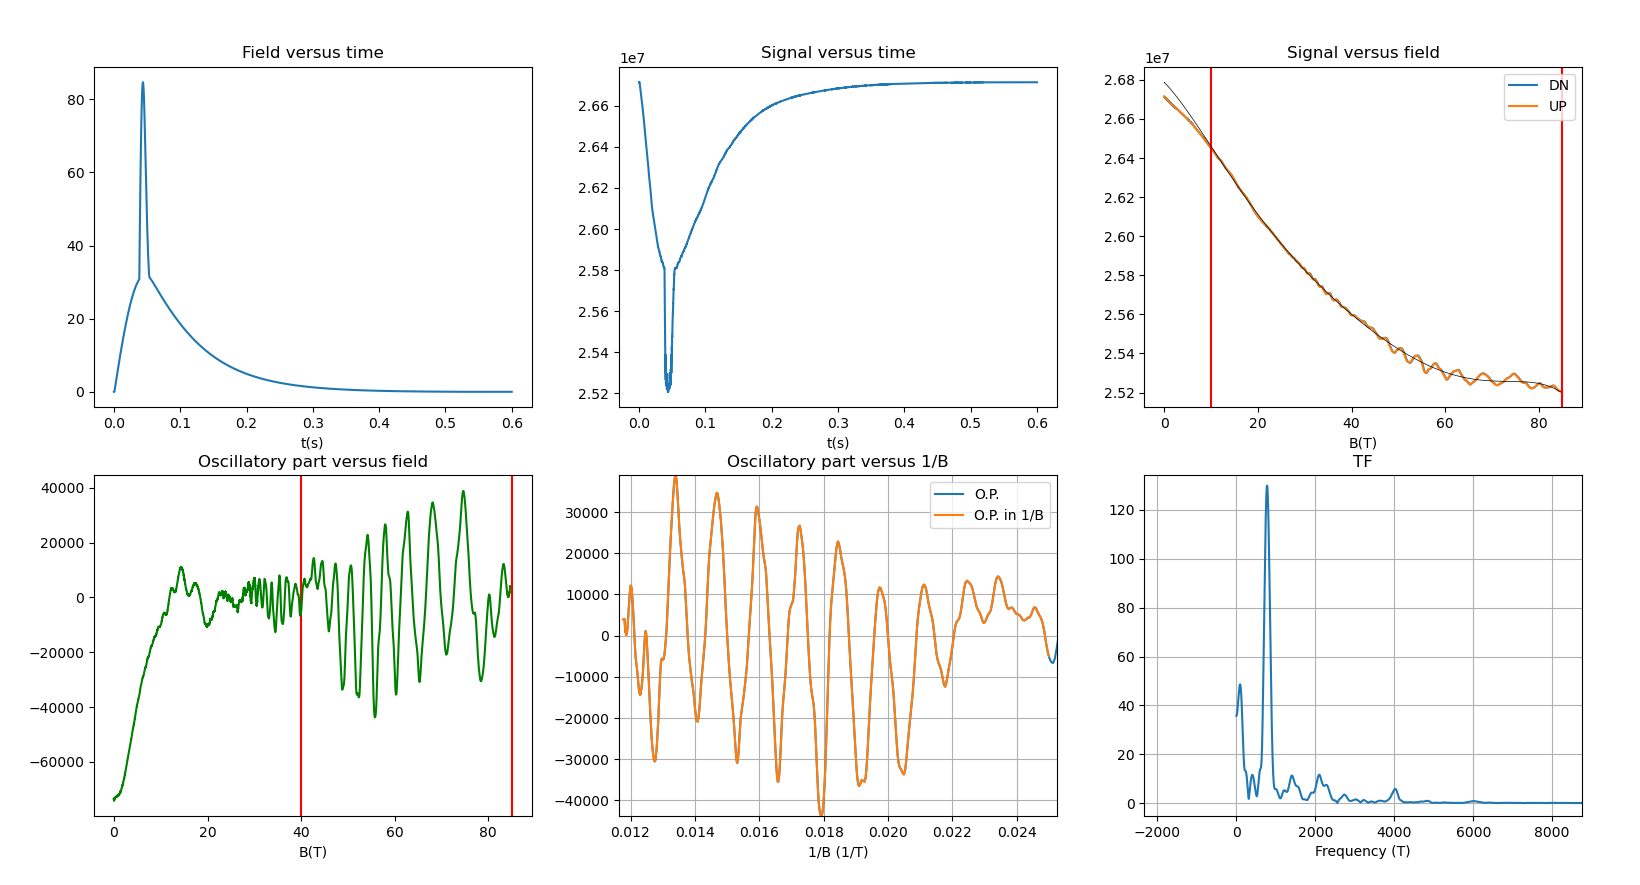 Field versus time
80
60
40
20
0
0.0 0.1 0.2 0.3 0.4 0.5 0.6
t(s)
Signal versus time
1e7
2.66
2.64
2.62
2.60
2.58
2.56
2.54
2.52
0.0 0.1 0.2 0.3 0.4 0.5 0.6
t(s)
Signal versus field
1e7
DN
UP
2.68
2.66
2.64
2.62
2.60
2.58
2.56
2.54
2.52
0 20 40 60 80
B(T)
Oscillatory part versus field
40000
20000
0
−20000
−40000
−60000
0 20 40 60 80
B(T)
Oscillatory part versus 1/B
O.P.
O.P. in 1/B
30000
20000
10000
0
−10000
−20000
−30000
−40000
0.012 0.014 0.016 0.018 0.020 0.022 0.024
1/B (1/T)
TF
120
100
80
60
40
20
0
−2000 0 2000 4000 6000 8000
Frequency (T)